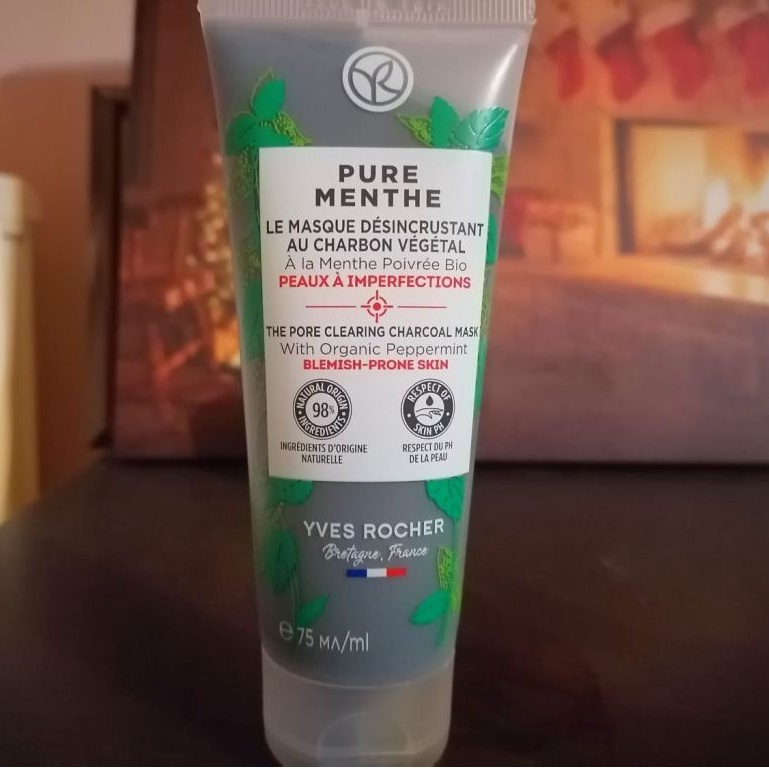 PURE
MENTHE
LE MASQUE DÉSINCRUSTANT
AU CHARBON VÉGÉTAL
À la Menthe Poivrée Bio
PEAUX À IMPERFECTIONS
THE PORE CLEARING CHARCOAL MASK
With Organic Peppermint
BLEMISH-PRONE SKIN
NATURAL ORIGIN
98%
INGREDIENTS
RESPECT OF
SKIN PH
INGRÉDIENTS D'ORIGINE
NATURELLE
RESPECT DU PH
DE LA PEAU
YVES ROCHER
Bretagne, France
℮ 75 МЛ/ml